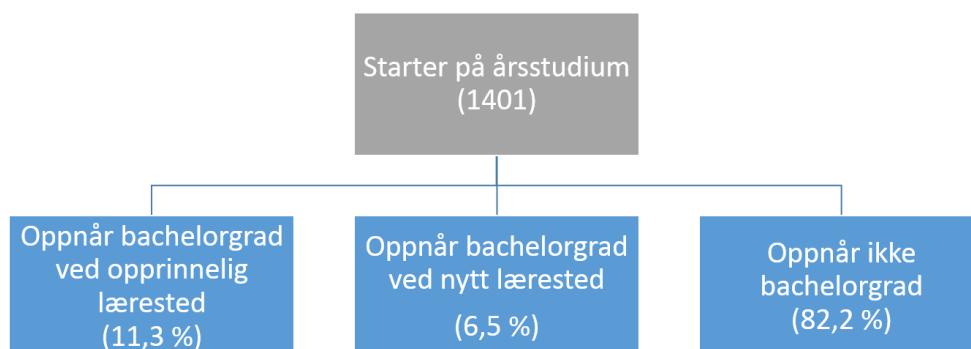 Starter på årsstudium
(1401)
Oppnår bachelorgrad
ved opprinnelig
lærested
(11,3 %)
Oppnår bachelorgrad
ved nytt lærested
(6,5 %)
Oppnår ikke
bachelorgrad
(82,2 %)